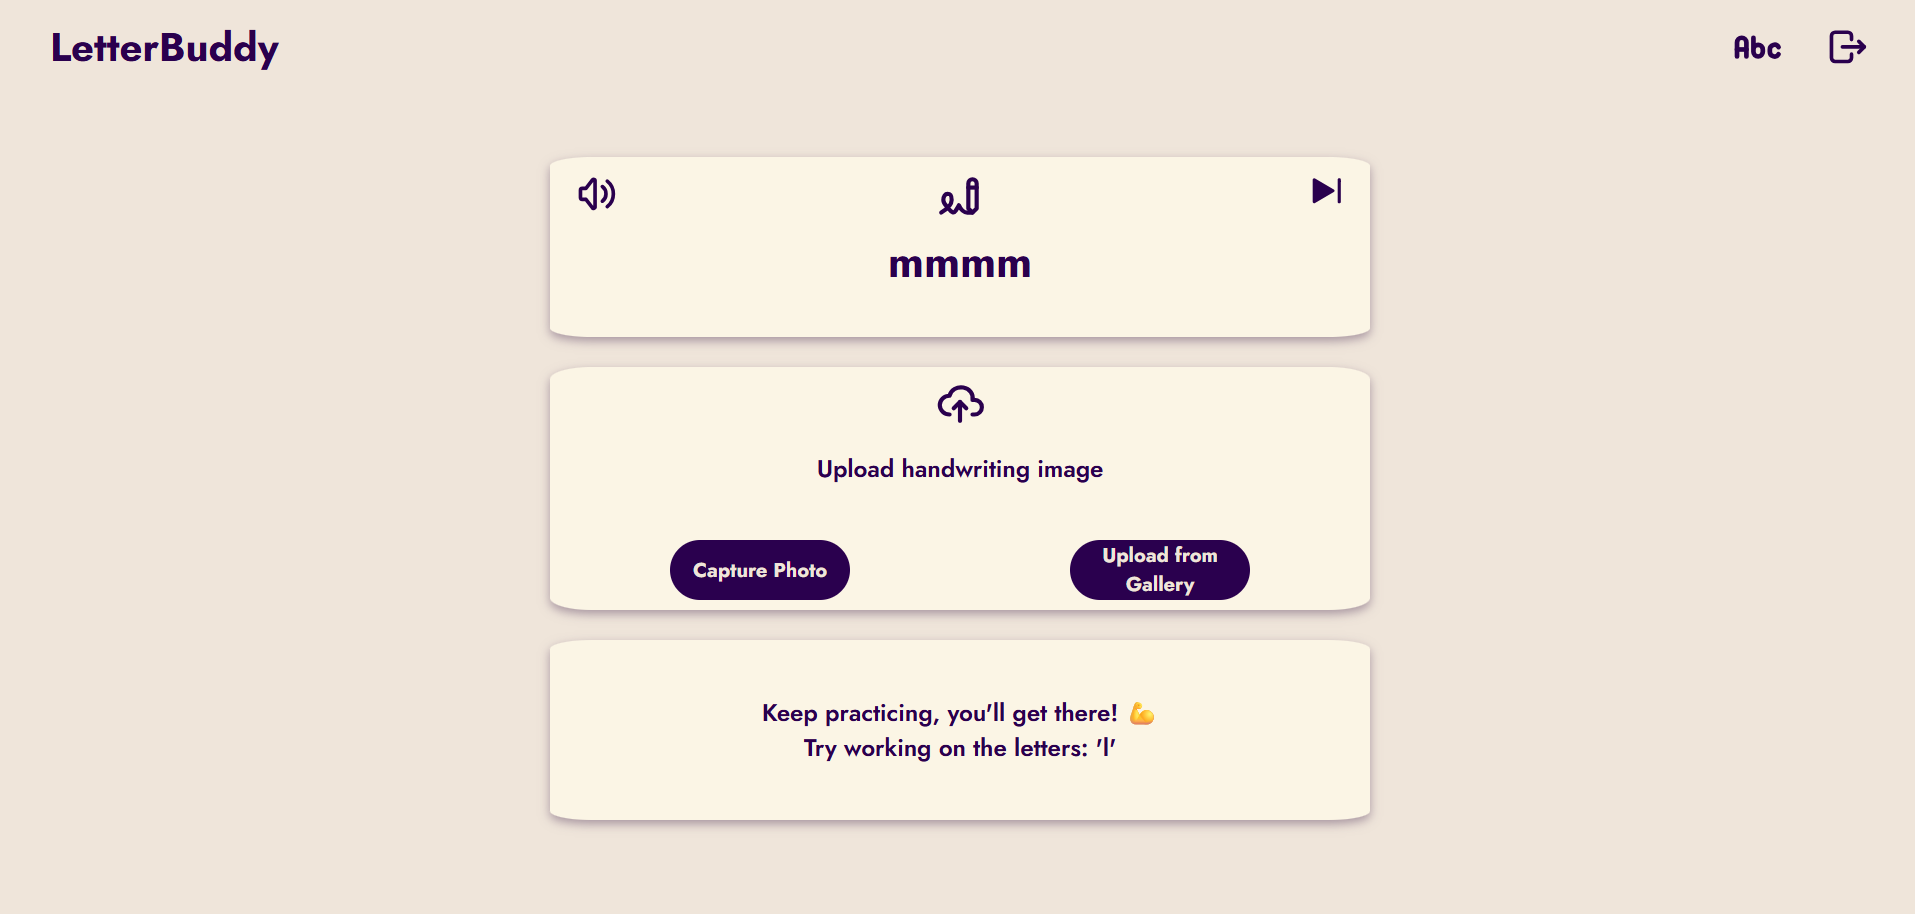 LetterBuddy
Abc
mmmm
Upload handwriting image
Capture Photo
Upload from
Gallery
Keep practicing, you'll get there! 💪
Try working on the letters: 'l'